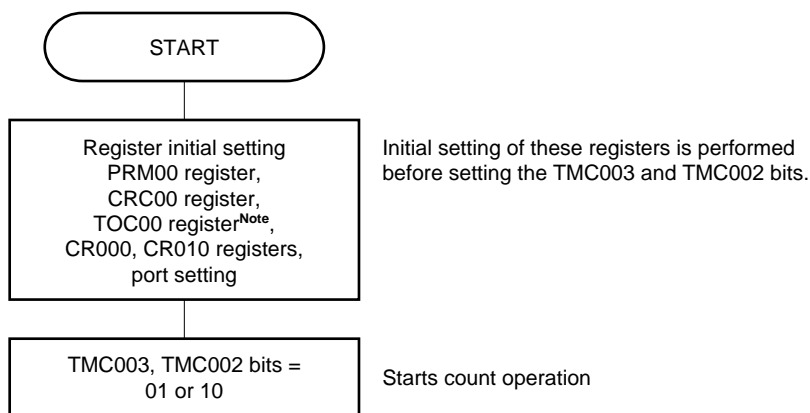 START
Register initial setting
PRM00 register,
CRC00 register,
TOC00 registerNote,
CR000, CR010 registers,
port setting
Initial setting of these registers is performed
before setting the TMC003 and TMC002 bits.
TMC003, TMC002 bits =
01 or 10
Starts count operation